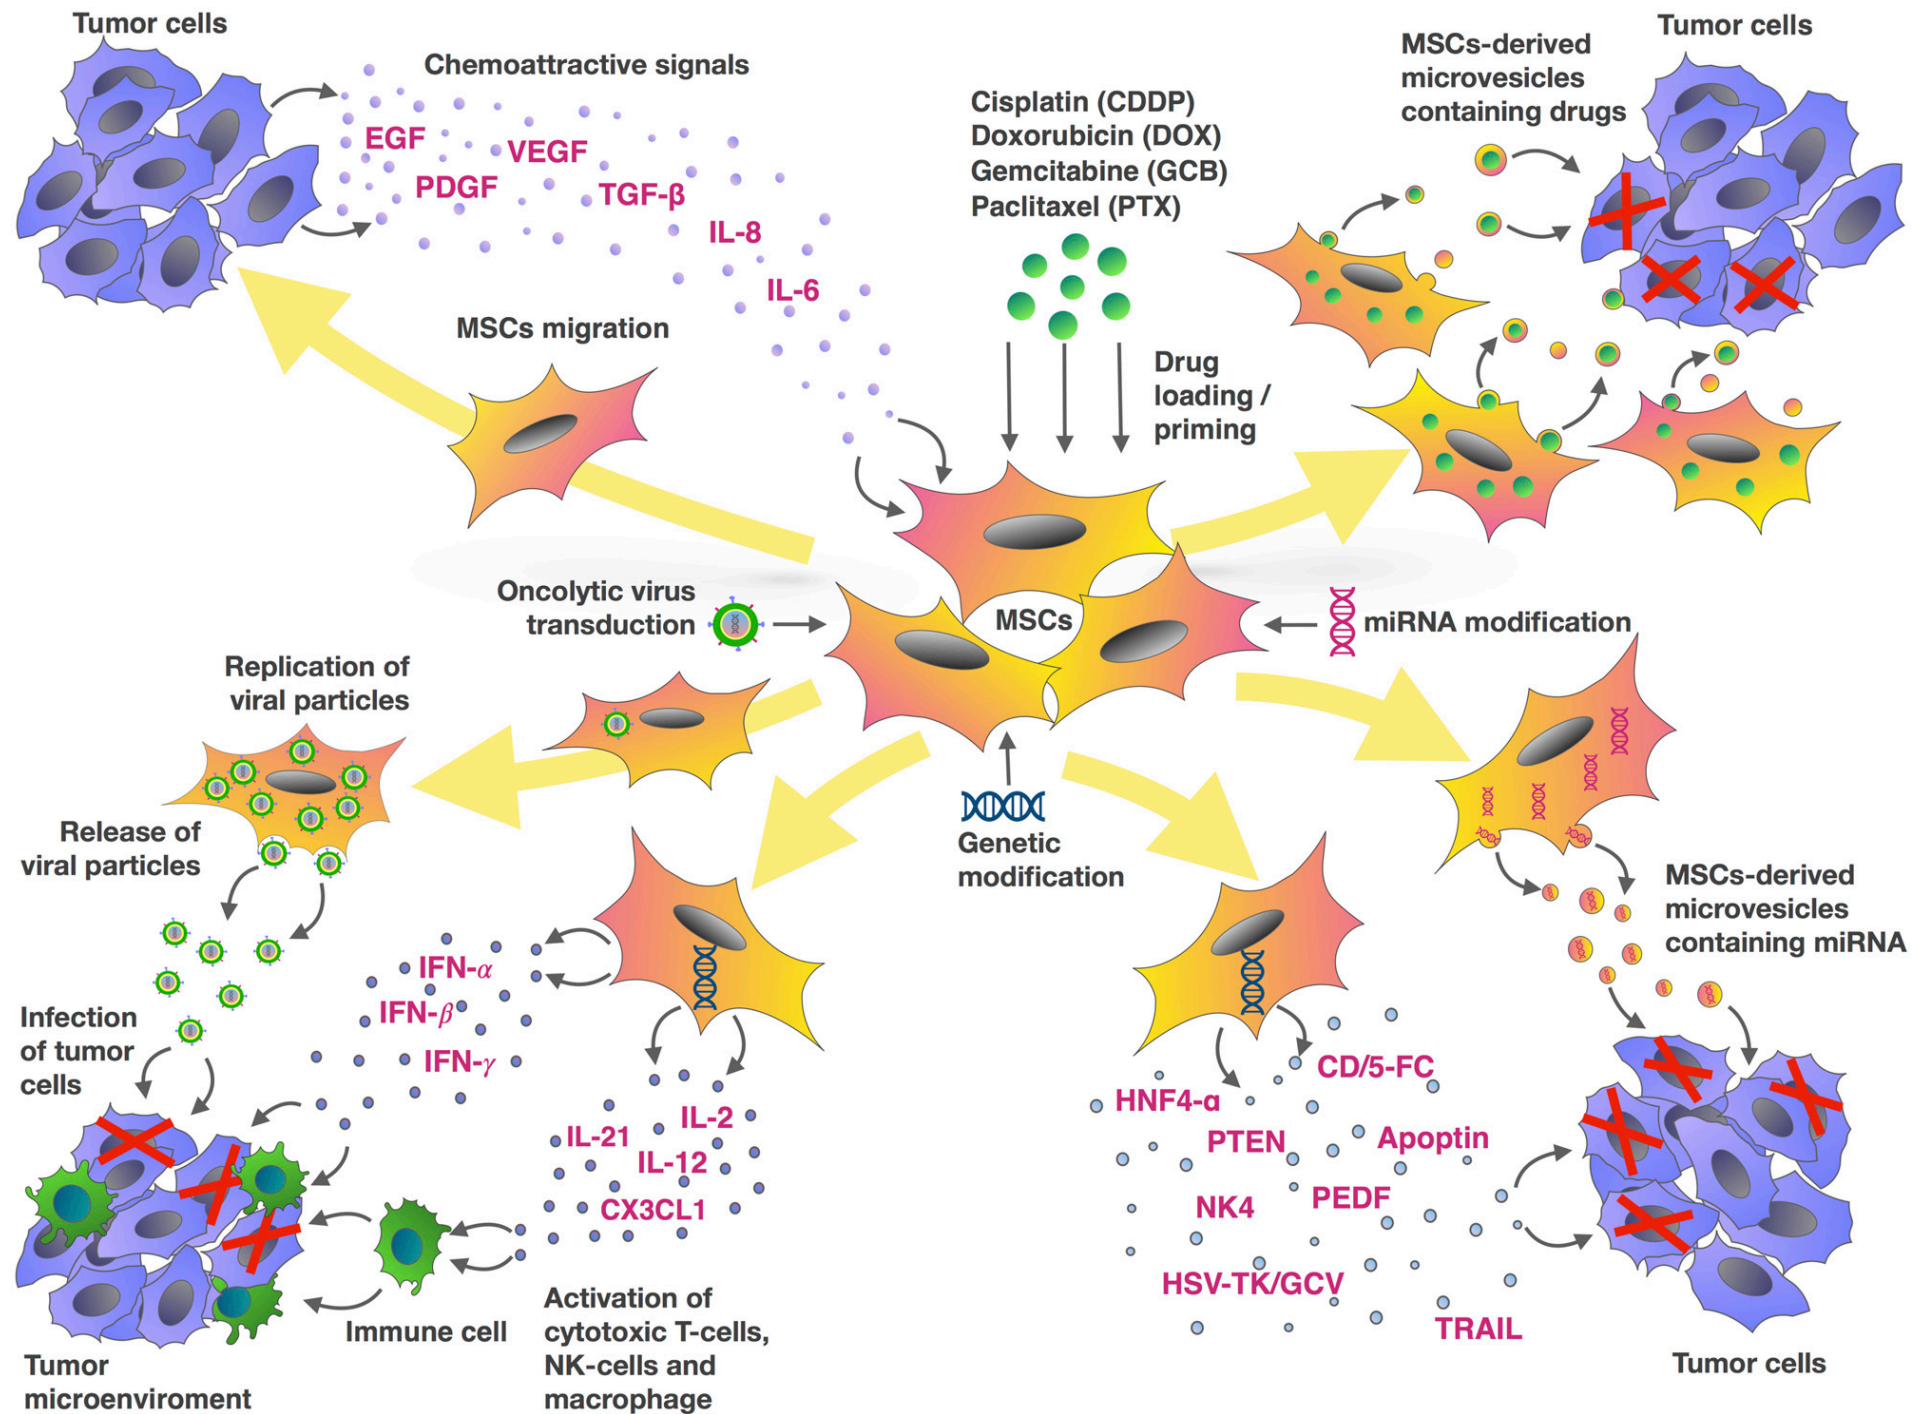 Tumor cells
Chemoattractive signals
EGF
VEGF
PDGF
TGF-β
IL-8
IL-6
MSCs migration
Cisplatin (CDDP)
Doxorubicin (DOX)
Gemcitabine (GCB)
Paclitaxel (PTX)
Drug
loading /
priming
MSCs-derived
microvesicles
containing drugs
Tumor cells
Oncolytic virus
transduction
MSCs
miRNA modification
Replication of
viral particles
Release of
viral particles
Infection
of tumor
cells
Genetic
modification
MSCs-derived
microvesicles
containing miRNA
IFN-α
IFN-β
IFN-γ
IL-2
IL-21
IL-12
CX3CL1
Immune cell
Activation of
cytotoxic T-cells,
NK-cells and
macrophage
Tumor
microenviroment
CD/5-FC
HNF4-α
PTEN
Apoptin
NK4
PEDF
HSV-TK/GCV
TRAIL
Tumor cells